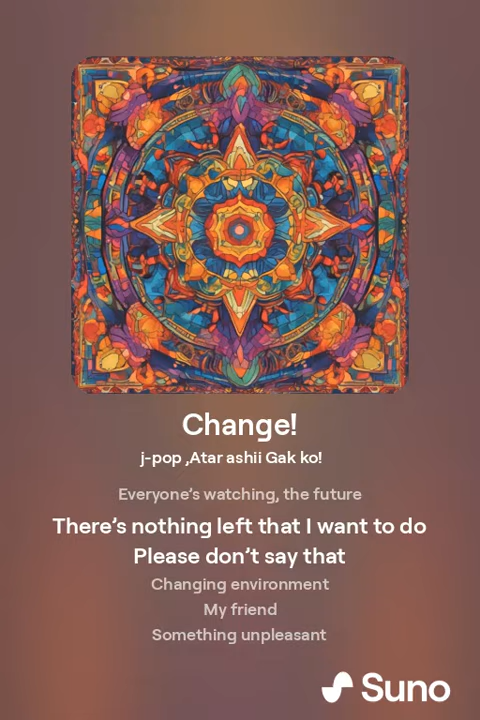 Change!
j-pop ,Atar ashii Gak ko!
Everyone's watching, the future
There's nothing left that I want to do
Please don't say that
Changing environment
My friend
Something unpleasant
Suno